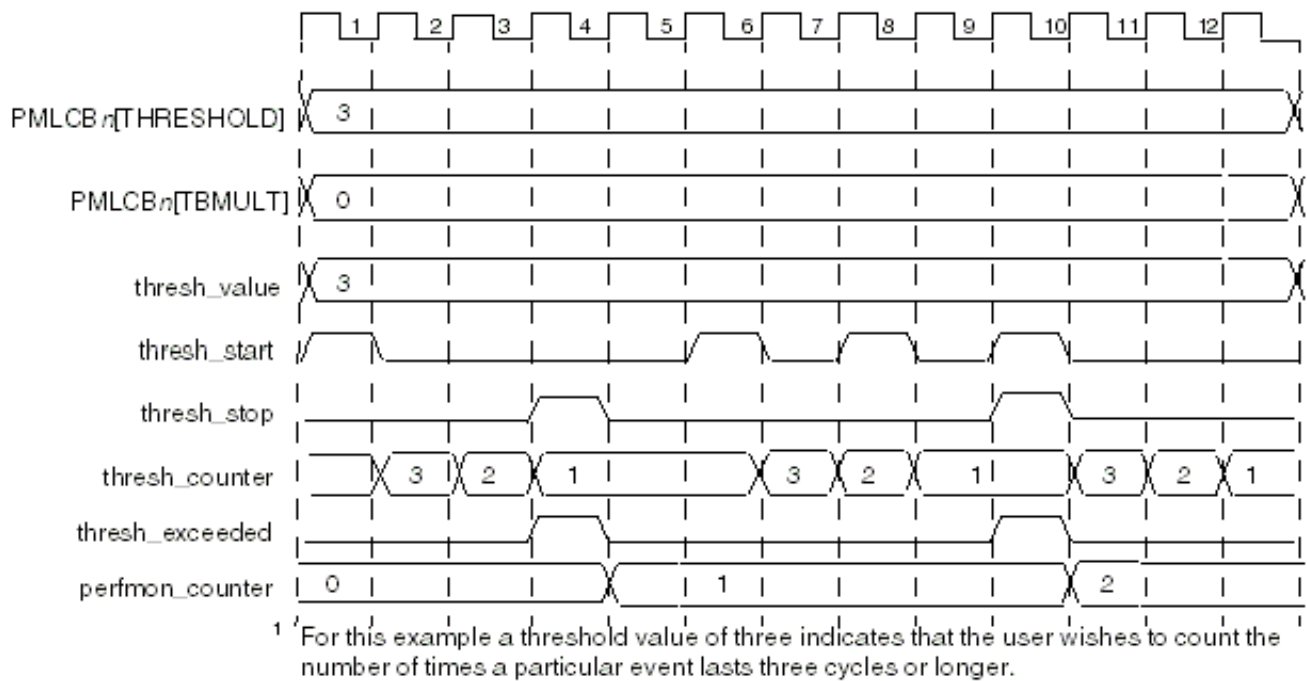 1 2 3 4 5 6 7 8 9 10 11 12
PMLCBn[THRESHOLD] 3
PMLCBn[TBMULT] 0
thresh_value 3
thresh_start
thresh_stop
thresh_counter 3 2 1 3 2 1 3 2 1
thresh_exceeded
perfmon_counter 0 1 2
1 For this example a threshold value of three indicates that the user wishes to count the
number of times a particular event lasts three cycles or longer.